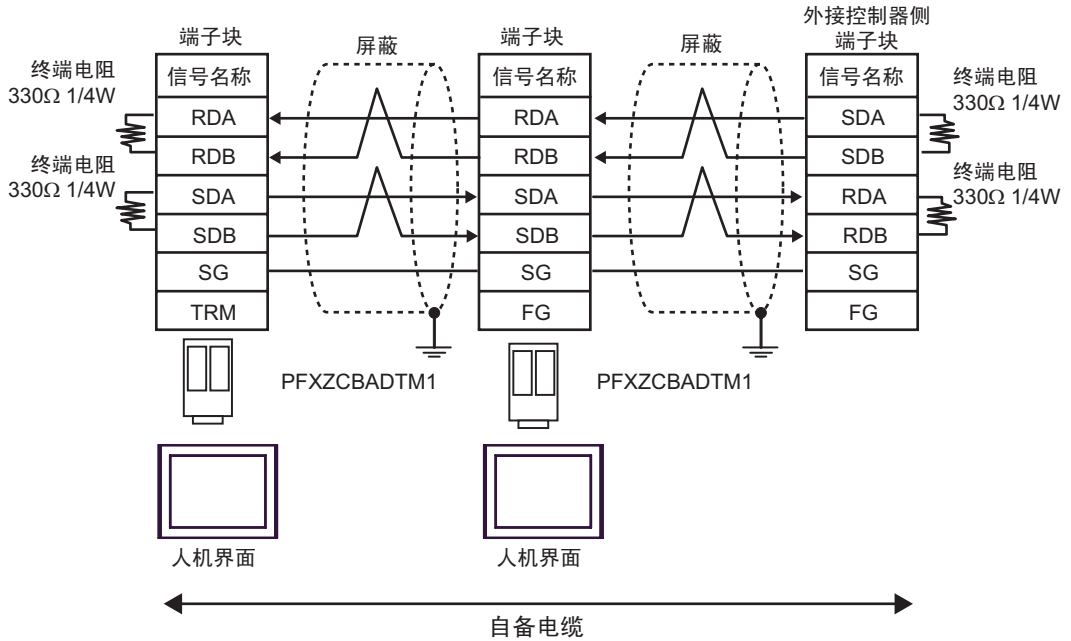 外接控制器侧
端子块
端子块
端子块
屏蔽
屏蔽
终端电阻
330Ω 1/4W
信号名称
信号名称
信号名称
终端电阻
330Ω 1/4W
RDA
RDA
SDA
RDB
RDB
SDB
终端电阻
330Ω 1/4W
SDA
SDA
RDA
终端电阻
330Ω 1/4W
SDB
SDB
RDB
SG
SG
SG
TRM
FG
FG
PFXZCBADTM1
PFXZCBADTM1
人机界面
人机界面
自备电缆